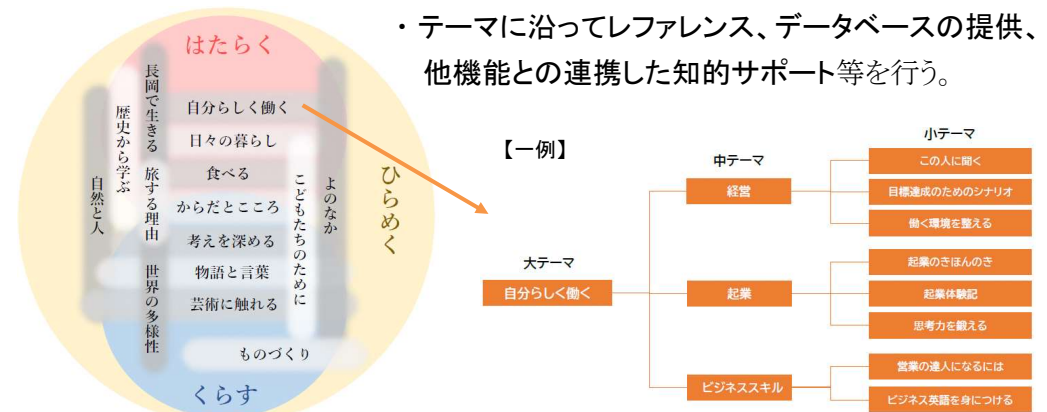 ・テーマに沿ってレファレンス、データベースの提供、
他機能との連携した知的サポート等を行う。
はたらく
長岡で生きる
歴史から学ぶ
自然と人
旅する理由
世界の多様性
自分らしく働く
日々の暮らし
食べる
からだとこころ
考えを深める
物語と言葉
芸術に触れる
ものづくり
こどもたちのために
よのなか
ひらめく
くらす
【一例】
大テーマ
自分らしく働く
中テーマ
経営
起業
ビジネススキル
小テーマ
この人に聞く
目標達成のためのシナリオ
働く環境を整える
起業のきほんのき
起業体験記
思考力を鍛える
営業の達人になるには
ビジネス英語を身につける